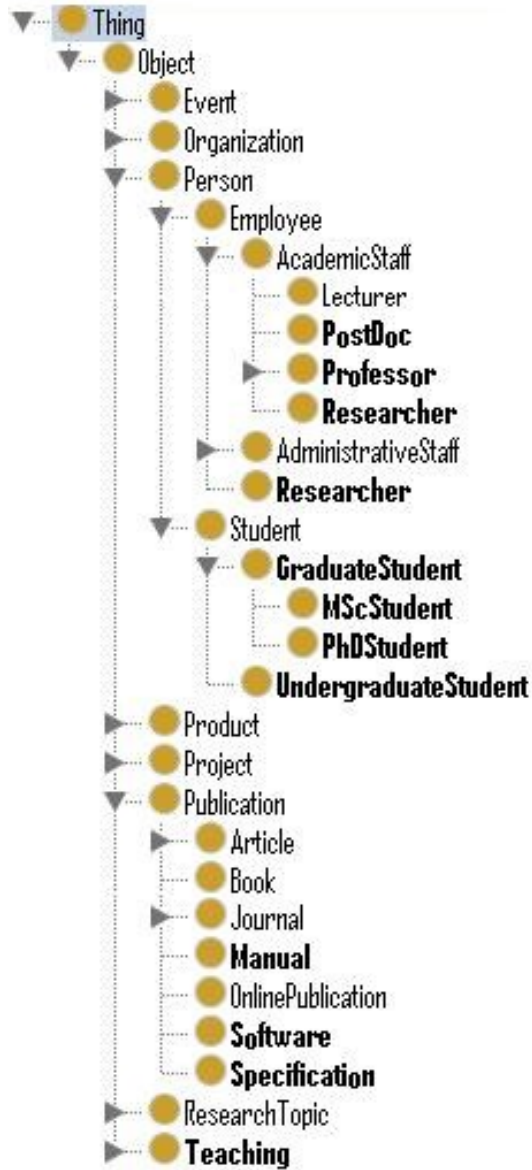 Thing
Object
Event
Organization
Person
Employee
AcademicStaff
Lecturer
PostDoc
Professor
Researcher
AdministrativeStaff
Researcher
Student
GraduateStudent
MScStudent
PhDStudent
UndergraduateStudent
Product
Project
Publication
Article
Book
Journal
Manual
OnlinePublication
Software
Specification
ResearchTopic
Teaching